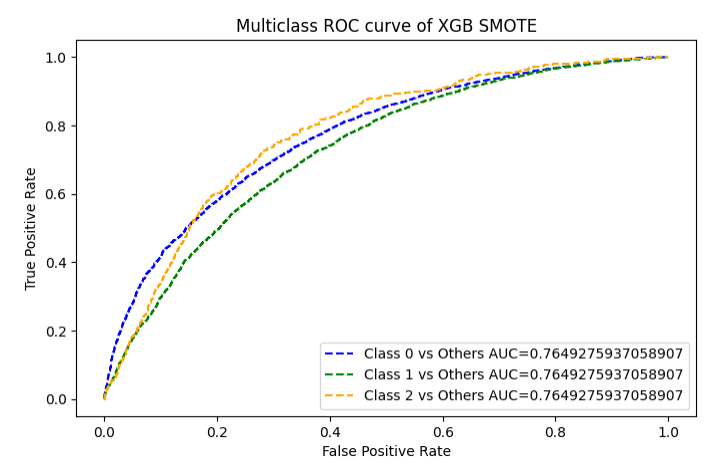 Multiclass ROC curve of XGB SMOTE
True Positive Rate
1.0
0.8
0.6
0.4
0.2
0.0
Class 0 vs Others AUC=0.7649275937058907
Class 1 vs Others AUC=0.7649275937058907
Class 2 vs Others AUC=0.7649275937058907
0.0 0.2 0.4 0.6 0.8 1.0
False Positive Rate